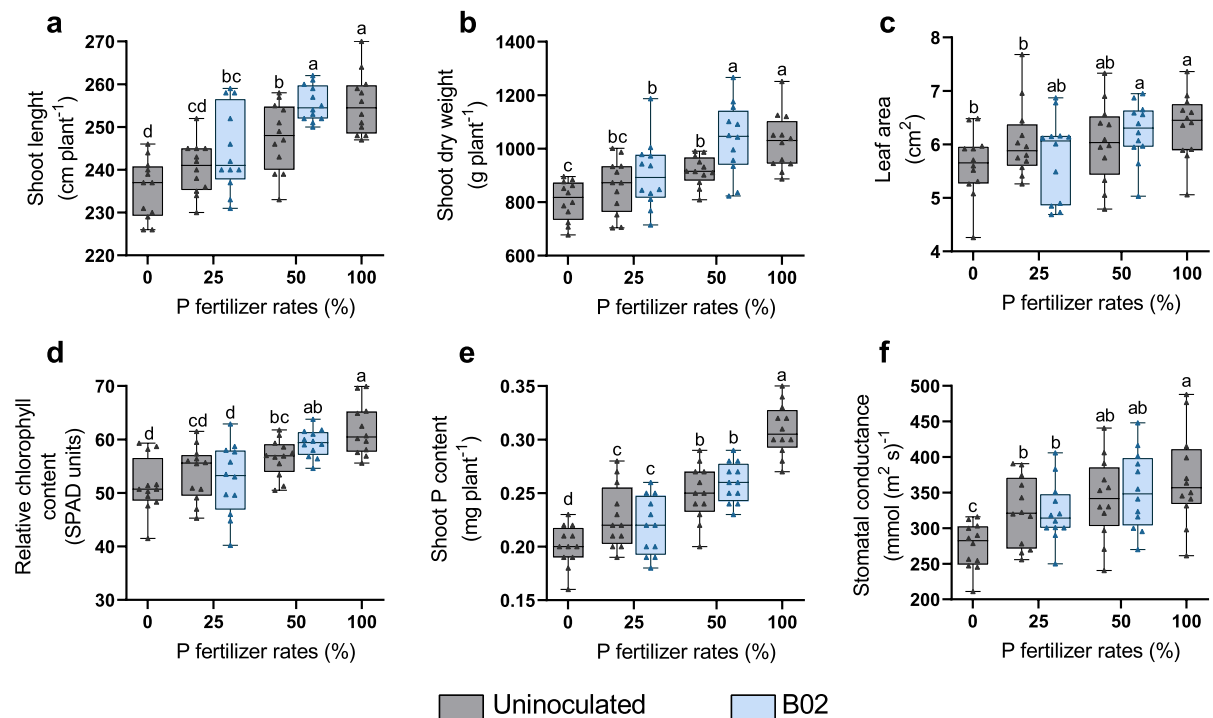 a
Shoot lenght
(cm plant⁻¹)
270
260
250
240
230
220
d
cd
bc
b
a
a
0
25
50
100
P fertilizer rates (%)
b
Shoot dry weight
(g plant⁻¹)
1400
1200
1000
800
600
c
bc
b
b
a
a
0
25
50
100
P fertilizer rates (%)
c
Leaf area
(cm²)
8
7
6
5
4
b
b
ab
ab
a
a
0
25
50
100
P fertilizer rates (%)
d
Relative chlorophyll
content
(SPAD units)
70
60
50
40
30
d
cd
d
bc
ab
a
0
25
50
100
P fertilizer rates (%)
e
Shoot P content
(mg plant⁻¹)
0.35
0.30
0.25
0.20
0.15
d
c
c
b
b
a
0
25
50
100
P fertilizer rates (%)
f
Stomatal conductance
(mmol (m² s)⁻¹
500
450
400
350
300
250
200
c
b
b
ab
ab
a
0
25
50
100
P fertilizer rates (%)
Uninoculated
B02